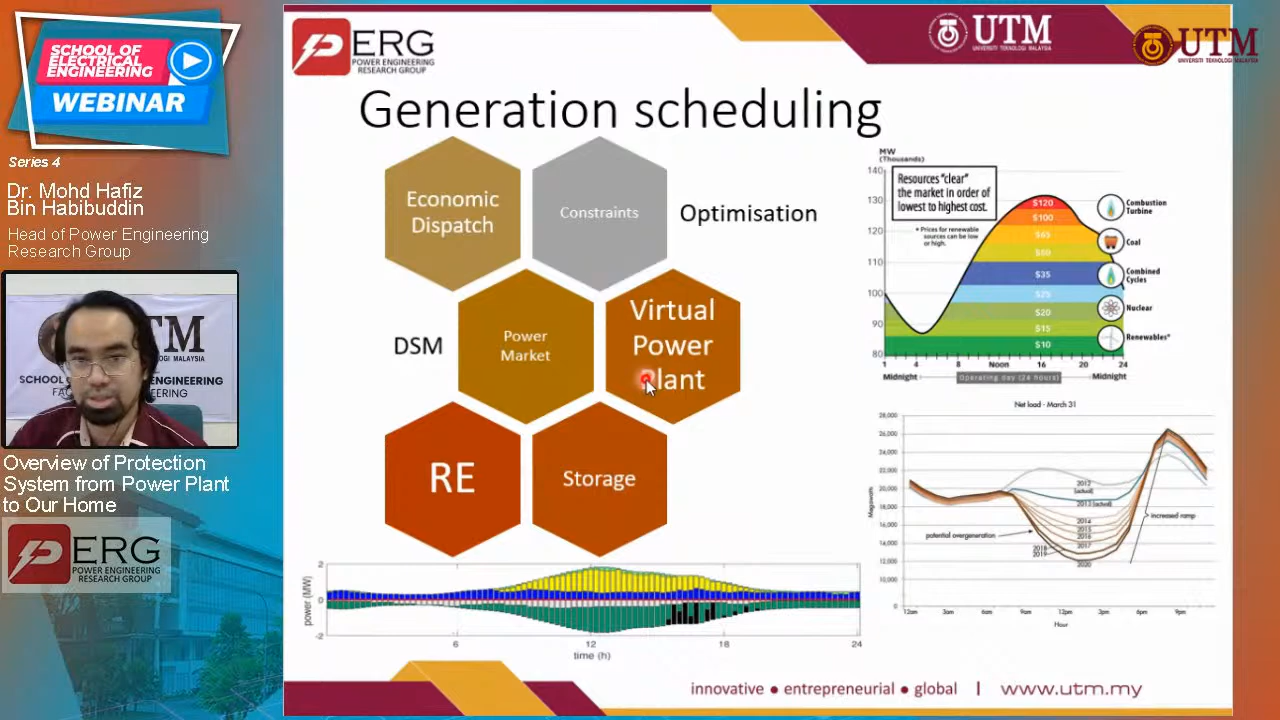 SCHOOL OF
ELECTRICAL
ENGINEERING
WEBINAR
Series 4
Dr. Mohd Hafiz
Bin Habibuddin
Head of Power Engineering
Research Group
UTM
UNIVERSITI TEKNOLOGI MALAYSIA
Overview of Protection
System from Power Plant
to Our Home
PERG
POWER ENGINEERING
RESEARCH GROUP
PERG
POWER ENGINEERING
RESEARCH GROUP
UTM
UNIVERSITI TEKNOLOGI MALAYSIA
UTM
UNIVERSITI TEKNOLOGI MALAYSIA
Generation scheduling
Economic
Dispatch
Constraints
Optimisation
DSM
Power
Market
Virtual
Power
Plant
RE
Storage
MW
(Thousands)
140
130
120
110
100
90
80
Resources "clear"
the market in order of
lowest to highest cost.
* Prices for renewable
sources can be low
or high.
$120
$100
$65
$50
$35
$25
$20
$15
$10
Combustion
Turbine
Coal
Combined
Cycles
Nuclear
Renewables*
1 4 8 Noon 16 20 24
Midnight Operating day (24 hours) Midnight
Net load - March 31
Megawatts
28,000
26,000
24,000
22,000
20,000
18,000
16,000
14,000
12,000
10,000
0
2012
(actual)
2013 (actual)
2014
2015
2016
2017
2018
2019
2020
potential overgeneration
increased ramp
12am 3am 6am 9am 12pm 3pm 6pm 9pm
Hour
power (MW)
2
0
-2
6 12 18 24
time (h)
innovative ● entrepreneurial ● global | www.utm.my